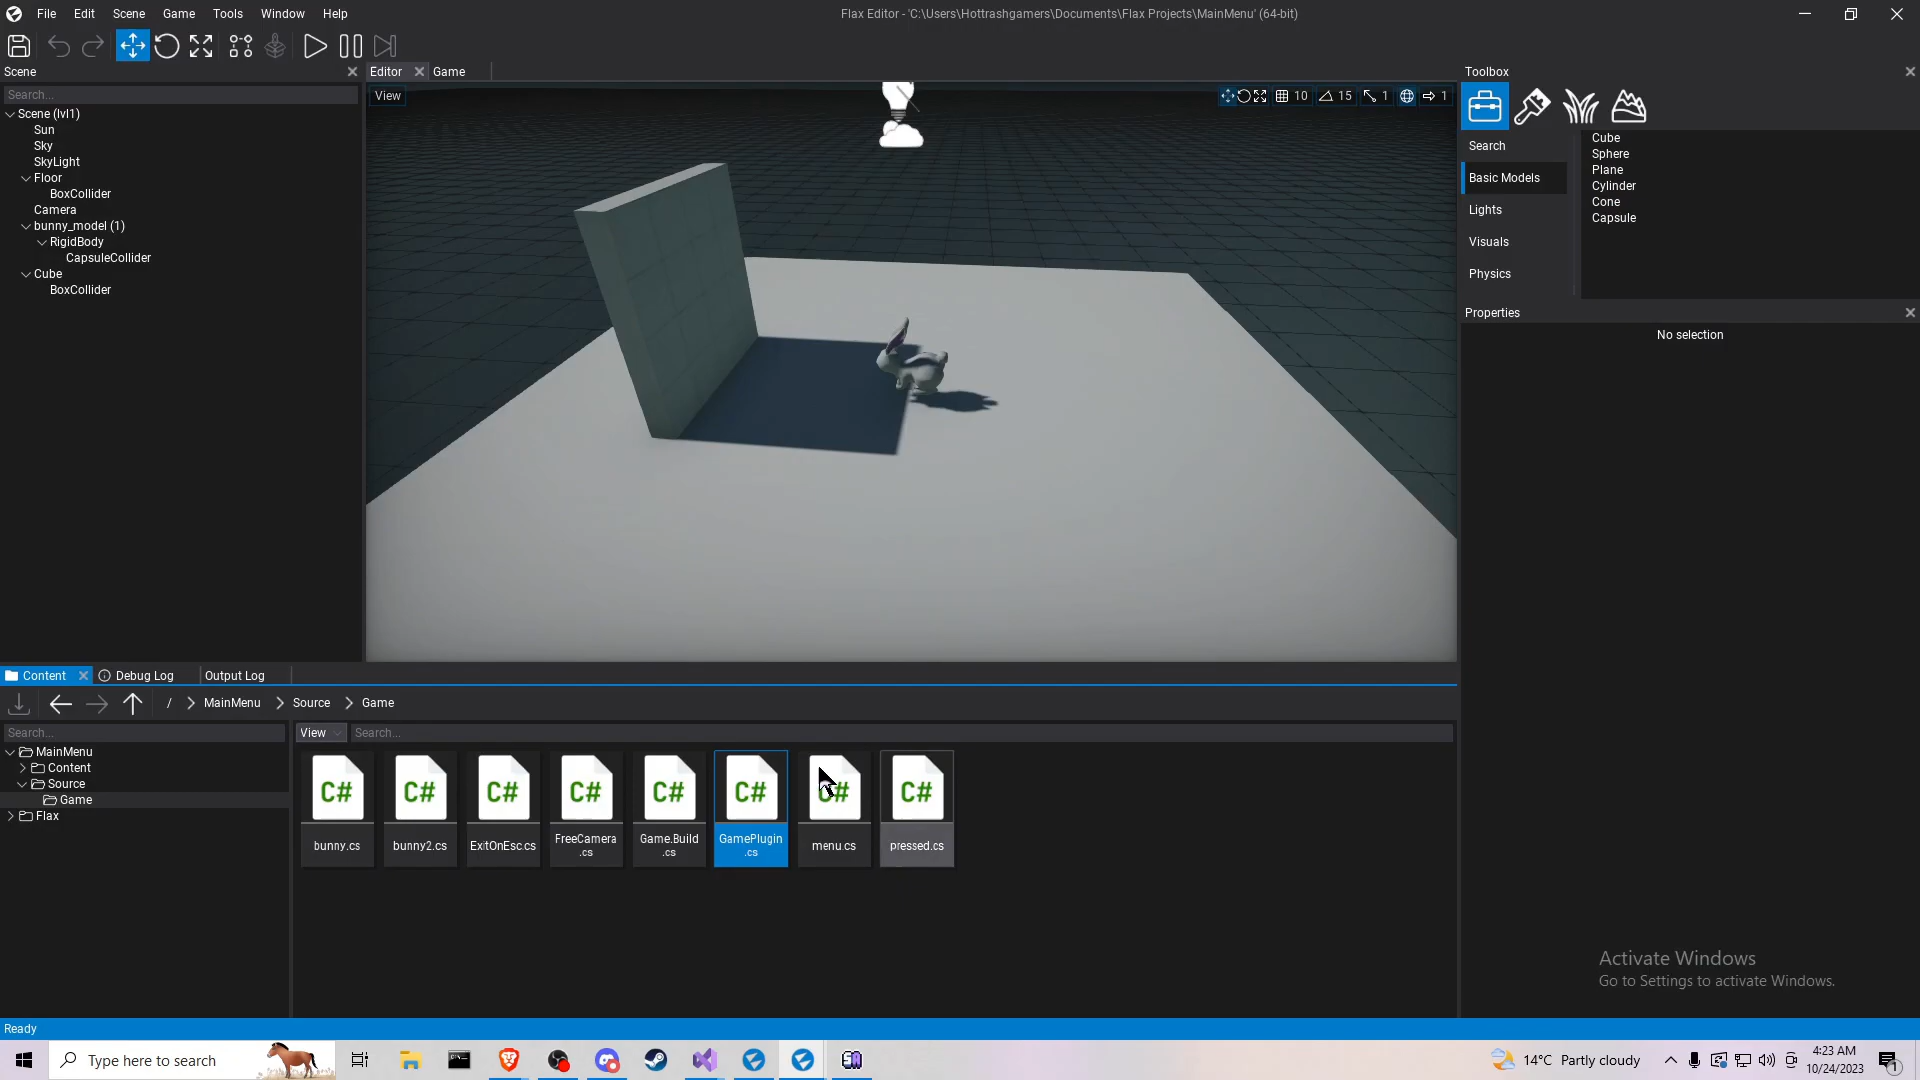 File Edit Scene Game Tools Window Help
Flax Editor - 'C:\Users\Hottrashgamers\Documents\Flax Projects\MainMenu' (64-bit)
Scene
Search...
Scene (lvl1)
Sun
Sky
SkyLight
Floor
BoxCollider
Camera
bunny_model (1)
RigidBody
CapsuleCollider
Cube
BoxCollider
Editor Game
View
10 15 1 1
Toolbox
Search
Basic Models
Lights
Visuals
Physics
Cube
Sphere
Plane
Cylinder
Cone
Capsule
Properties
No selection
Content Debug Log Output Log
/ MainMenu Source Game
Search...
View Search...
MainMenu
Content
Source
Game
Flax
C# C# C# C# C# C# C# C#
bunny.cs
bunny2.cs
ExitOnEsc.cs
FreeCamera
.cs
Game.Build
.cs
GamePlugin
.cs
menu.cs
pressed.cs
Activate Windows
Go to Settings to activate Windows.
Ready
Type here to search
14°C Partly cloudy
4:23 AM
10/24/2023
1